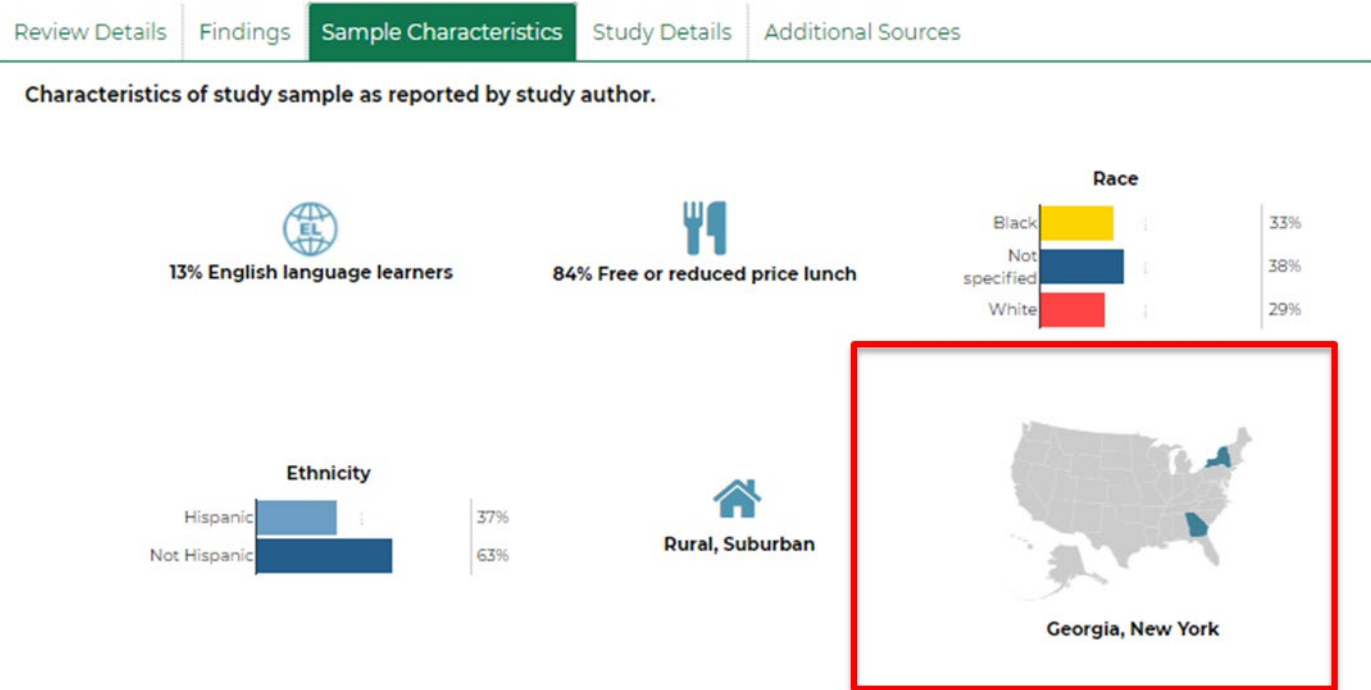 Review Details
Findings
Sample Characteristics
Study Details
Additional Sources
Characteristics of study sample as reported by study author.
EL
13% English language learners
84% Free or reduced price lunch
Race
Black 33%
Not
specified 38%
White 29%
Ethnicity
Hispanic 37%
Not Hispanic 63%
Rural, Suburban
Georgia, New York